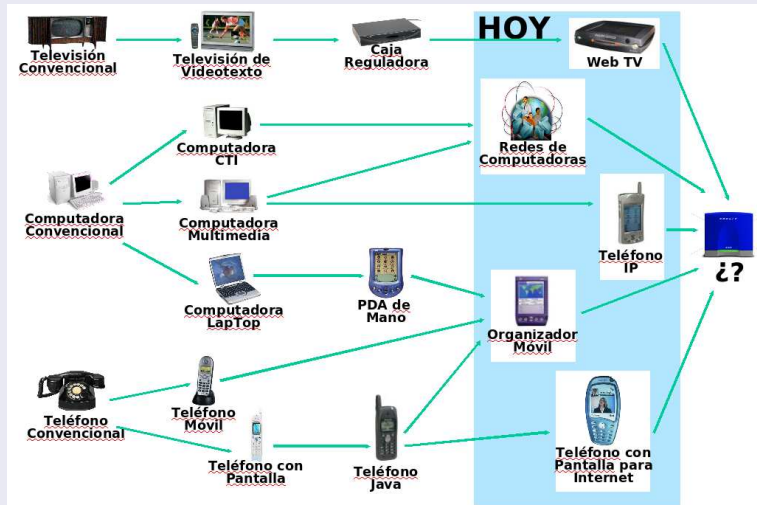 HOY
Televisión
Convencional
Televisión de
Videotexto
Caja
Reguladora
Web TV
Computadora
CTI
Redes de
Computadoras
Computadora
Convencional
Computadora
Multimedia
Teléfono
IP
¿?
Computadora
LapTop
PDA de
Mano
Organizador
Móvil
Teléfono
Convencional
Teléfono
Móvil
Teléfono con
Pantalla
Teléfono
Java
Teléfono con
Pantalla para
Internet